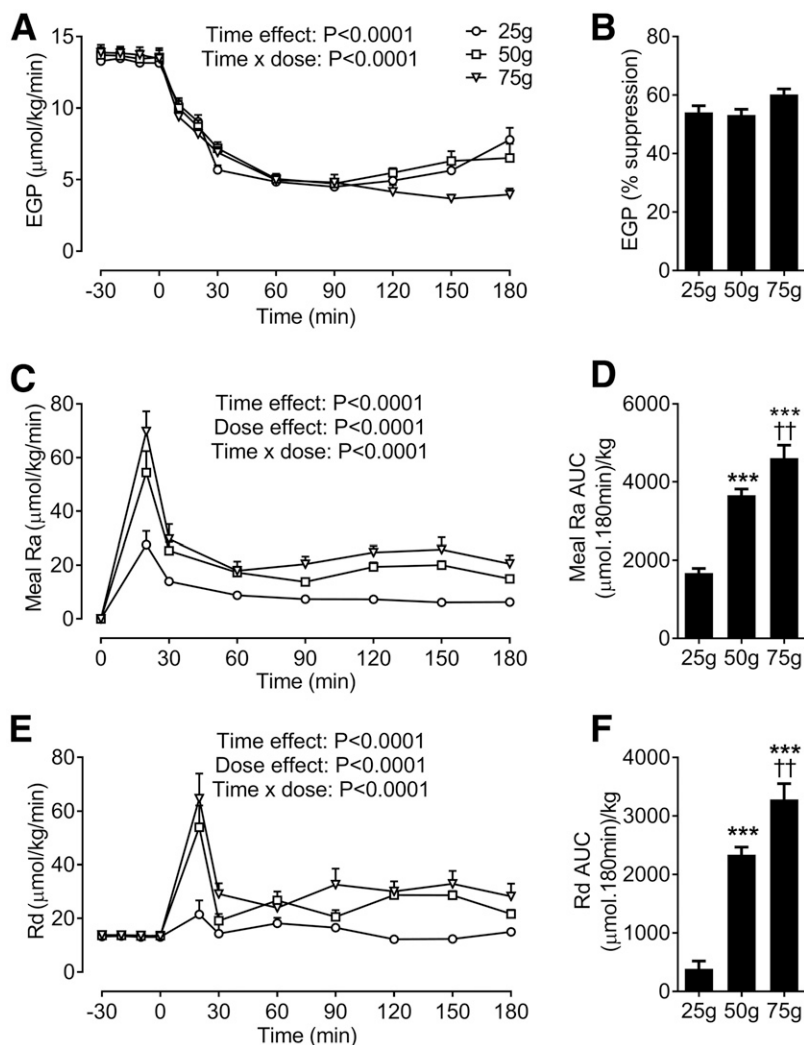 A
Time effect: P<0.0001
Time x dose: P<0.0001
25g
50g
75g
EGP (μmol/kg/min)
15
10
5
0
-30 0 30 60 90 120 150 180
Time (min)
B
EGP (% suppression)
80
60
40
20
0
25g 50g 75g
C
Time effect: P<0.0001
Dose effect: P<0.0001
Time x dose: P<0.0001
Meal Ra (μmol/kg/min)
80
60
40
20
0
0 30 60 90 120 150 180
Time (min)
D
Meal Ra AUC
(μmol.180min)/kg
6000
4000
2000
0
***
***
††
25g 50g 75g
E
Time effect: P<0.0001
Dose effect: P<0.0001
Time x dose: P<0.0001
Rd (μmol/kg/min)
80
60
40
20
0
-30 0 30 60 90 120 150 180
Time (min)
F
Rd AUC
(μmol.180min)/kg
4000
3000
2000
1000
0
***
***
††
25g 50g 75g